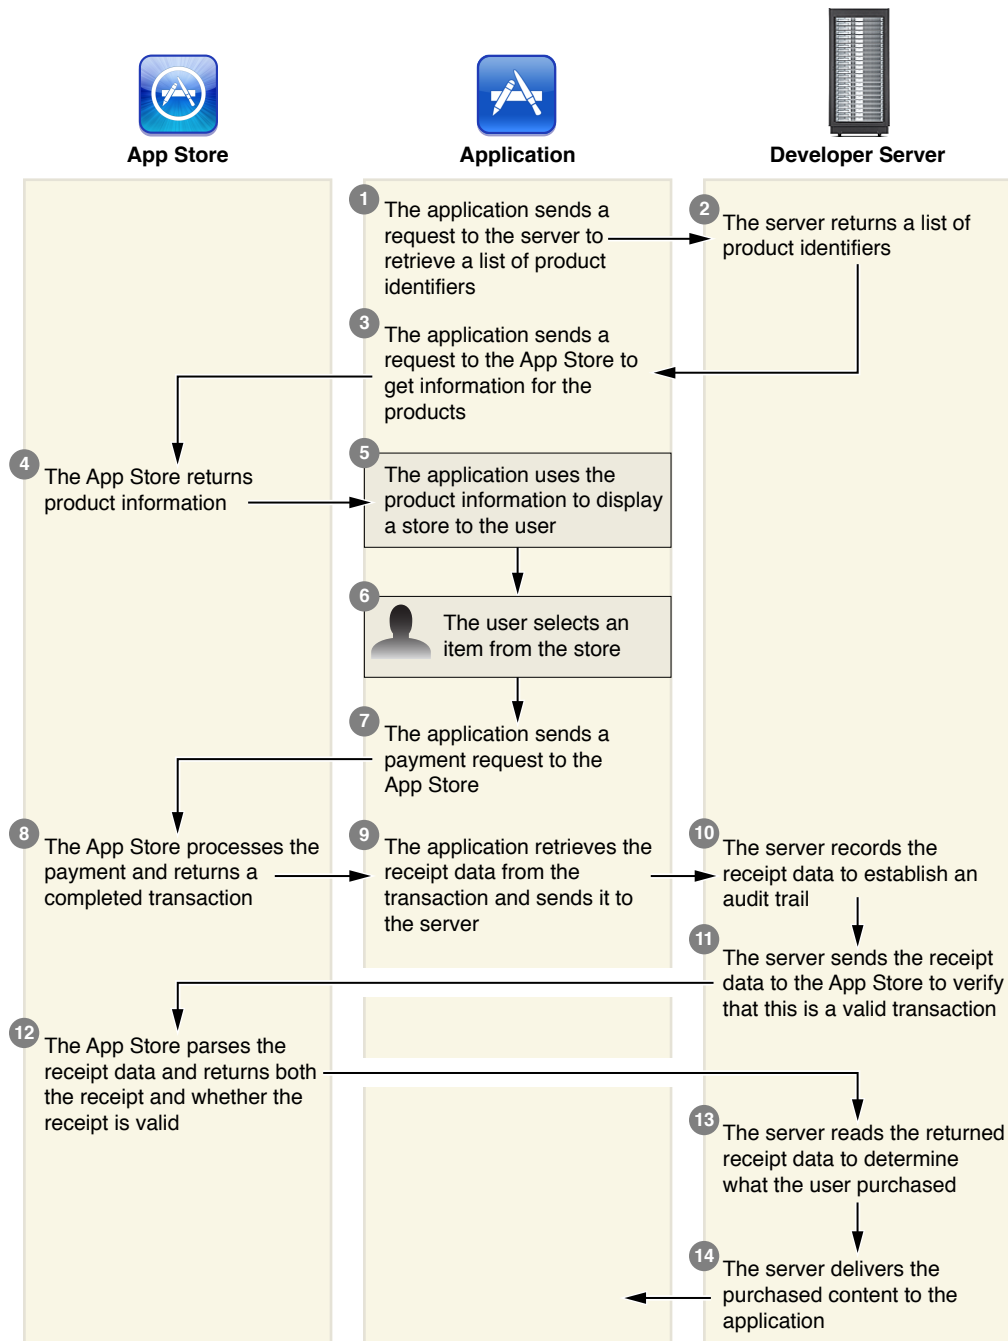 App Store
Application
Developer Server
1
The application sends a
request to the server to
retrieve a list of product
identifiers
2
The server returns a list of
product identifiers
3
The application sends a
request to the App Store to
get information for the
products
4
The App Store returns
product information
5
The application uses the
product information to display
a store to the user
6
The user selects an
item from the store
7
The application sends a
payment request to the
App Store
8
The App Store processes the
payment and returns a
completed transaction
9
The application retrieves the
receipt data from the
transaction and sends it to
the server
10
The server records the
receipt data to establish an
audit trail
11
The server sends the receipt
data to the App Store to verify
that this is a valid transaction
12
The App Store parses the
receipt data and returns both
the receipt and whether the
receipt is valid
13
The server reads the returned
receipt data to determine
what the user purchased
14
The server delivers the
purchased content to the
application